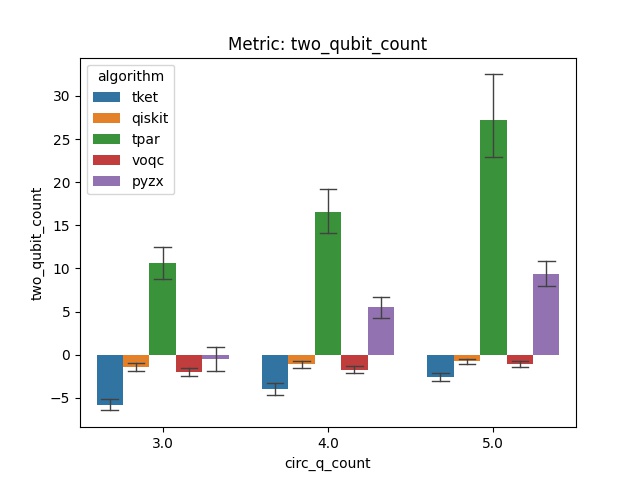 Metric: two_qubit_count
algorithm
tket
qiskit
tpar
voqc
pyzx
30
25
20
15
10
5
0
−5
two_qubit_count
3.0 4.0 5.0
circ_q_count